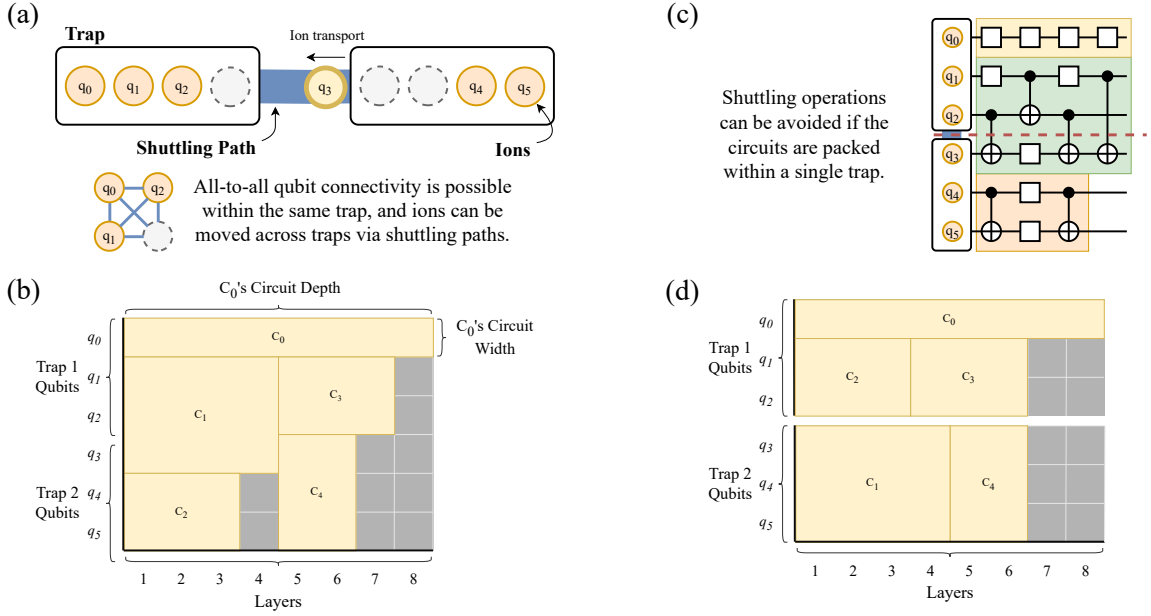 (a)
Trap
Ion transport
q0 q1 q2 q3 q4 q5
Shuttling Path
Ions
q0 q2
q1
All-to-all qubit connectivity is possible
within the same trap, and ions can be
moved across traps via shuttling paths.
(c)
Shuttling operations
can be avoided if the
circuits are packed
within a single trap.
q0
q1
q2
q3
q4
q5
(b)
C0's Circuit Depth
C0's Circuit
Width
Trap 1
Qubits
Trap 2
Qubits
q0
q1
q2
q3
q4
q5
C0
C1
C3
C2
C4
1 2 3 4 5 6 7 8
Layers
(d)
Trap 1
Qubits
Trap 2
Qubits
q0
q1
q2
q3
q4
q5
C0
C2 C3
C1 C4
1 2 3 4 5 6 7 8
Layers